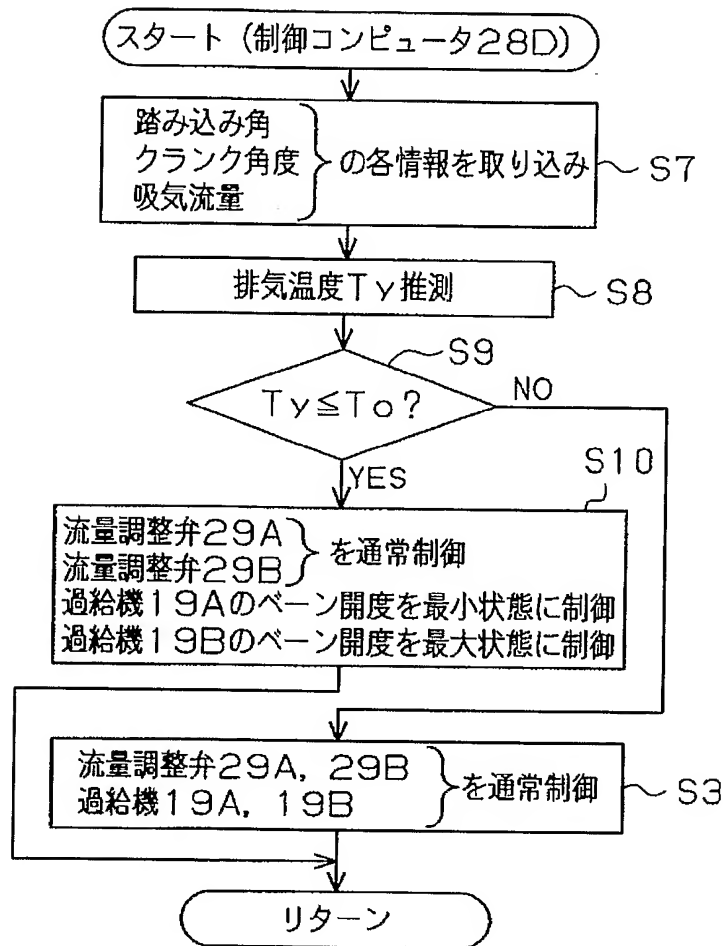 スタート（制御コンピュータ２８Ｄ）
踏み込み角
クランク角度
吸気流量
の各情報を取り込み
Ｓ７
排気温度Ｔｙ推測
Ｓ８
Ｓ９
Ｔｙ≦Ｔｏ？
ＮＯ
ＹＥＳ
Ｓ１０
流量調整弁２９Ａ
流量調整弁２９Ｂ
を通常制御
過給機１９Ａのベーン開度を最小状態に制御
過給機１９Ｂのベーン開度を最大状態に制御
流量調整弁２９Ａ，２９Ｂ
過給機１９Ａ，１９Ｂ
を通常制御
Ｓ３
リターン